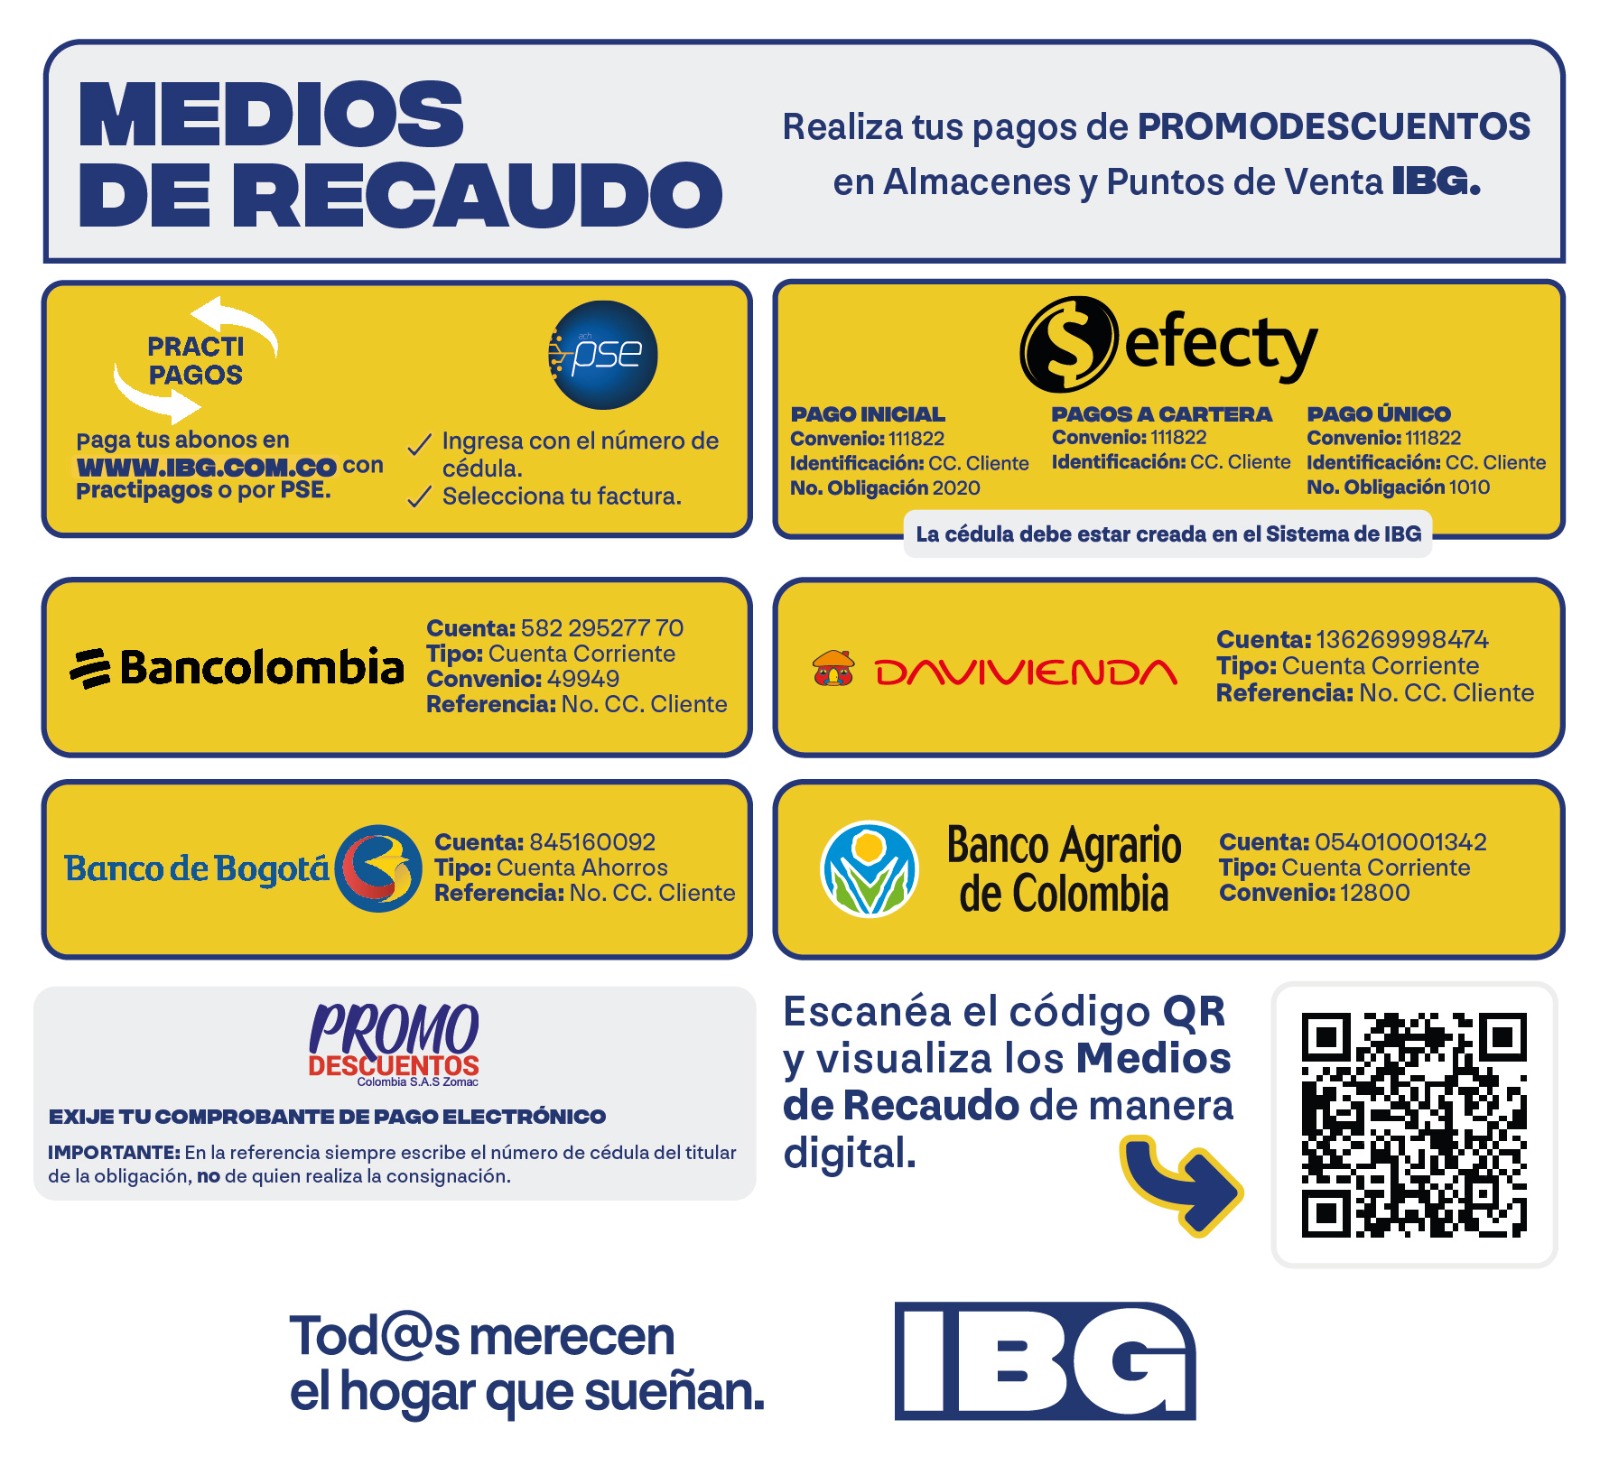 MEDIOS
DE RECAUDO
Realiza tus pagos de PROMODESCUENTOS
en Almacenes y Puntos de Venta IBG.
PRACTI
PAGOS
Paga tus abonos en
WWW.IBG.COM.CO con
Practipagos o por PSE.
ach
pse
Ingresa con el número de
cédula.
Selecciona tu factura.
$ efecty
PAGO INICIAL
Convenio: 111822
Identificación: CC. Cliente
No. Obligación 2020
PAGOS A CARTERA
Convenio: 111822
Identificación: CC. Cliente
PAGO ÚNICO
Convenio: 111822
Identificación: CC. Cliente
No. Obligación 1010
La cédula debe estar creada en el Sistema de IBG
Bancolombia
Cuenta: 582 295277 70
Tipo: Cuenta Corriente
Convenio: 49949
Referencia: No. CC. Cliente
DAVIVIENDA
Cuenta: 136269998474
Tipo: Cuenta Corriente
Referencia: No. CC. Cliente
Banco de Bogotá
Cuenta: 845160092
Tipo: Cuenta Ahorros
Referencia: No. CC. Cliente
Banco Agrario
de Colombia
Cuenta: 054010001342
Tipo: Cuenta Corriente
Convenio: 12800
PROMO
DESCUENTOS
Colombia S.A.S Zomac
EXIJE TU COMPROBANTE DE PAGO ELECTRÓNICO
IMPORTANTE: En la referencia siempre escribe el número de cédula del titular
de la obligación, no de quien realiza la consignación.
Escanéa el código QR
y visualiza los Medios
de Recaudo de manera
digital.
Tod@s merecen
el hogar que sueñan.
IBG